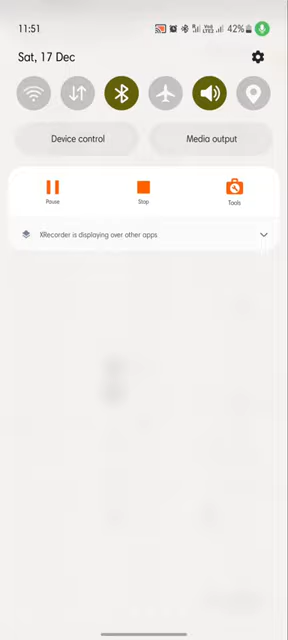 11:51
42%
Sat, 17 Dec
Device control
Media output
Pause
Stop
Tools
XRecorder is displaying over other apps